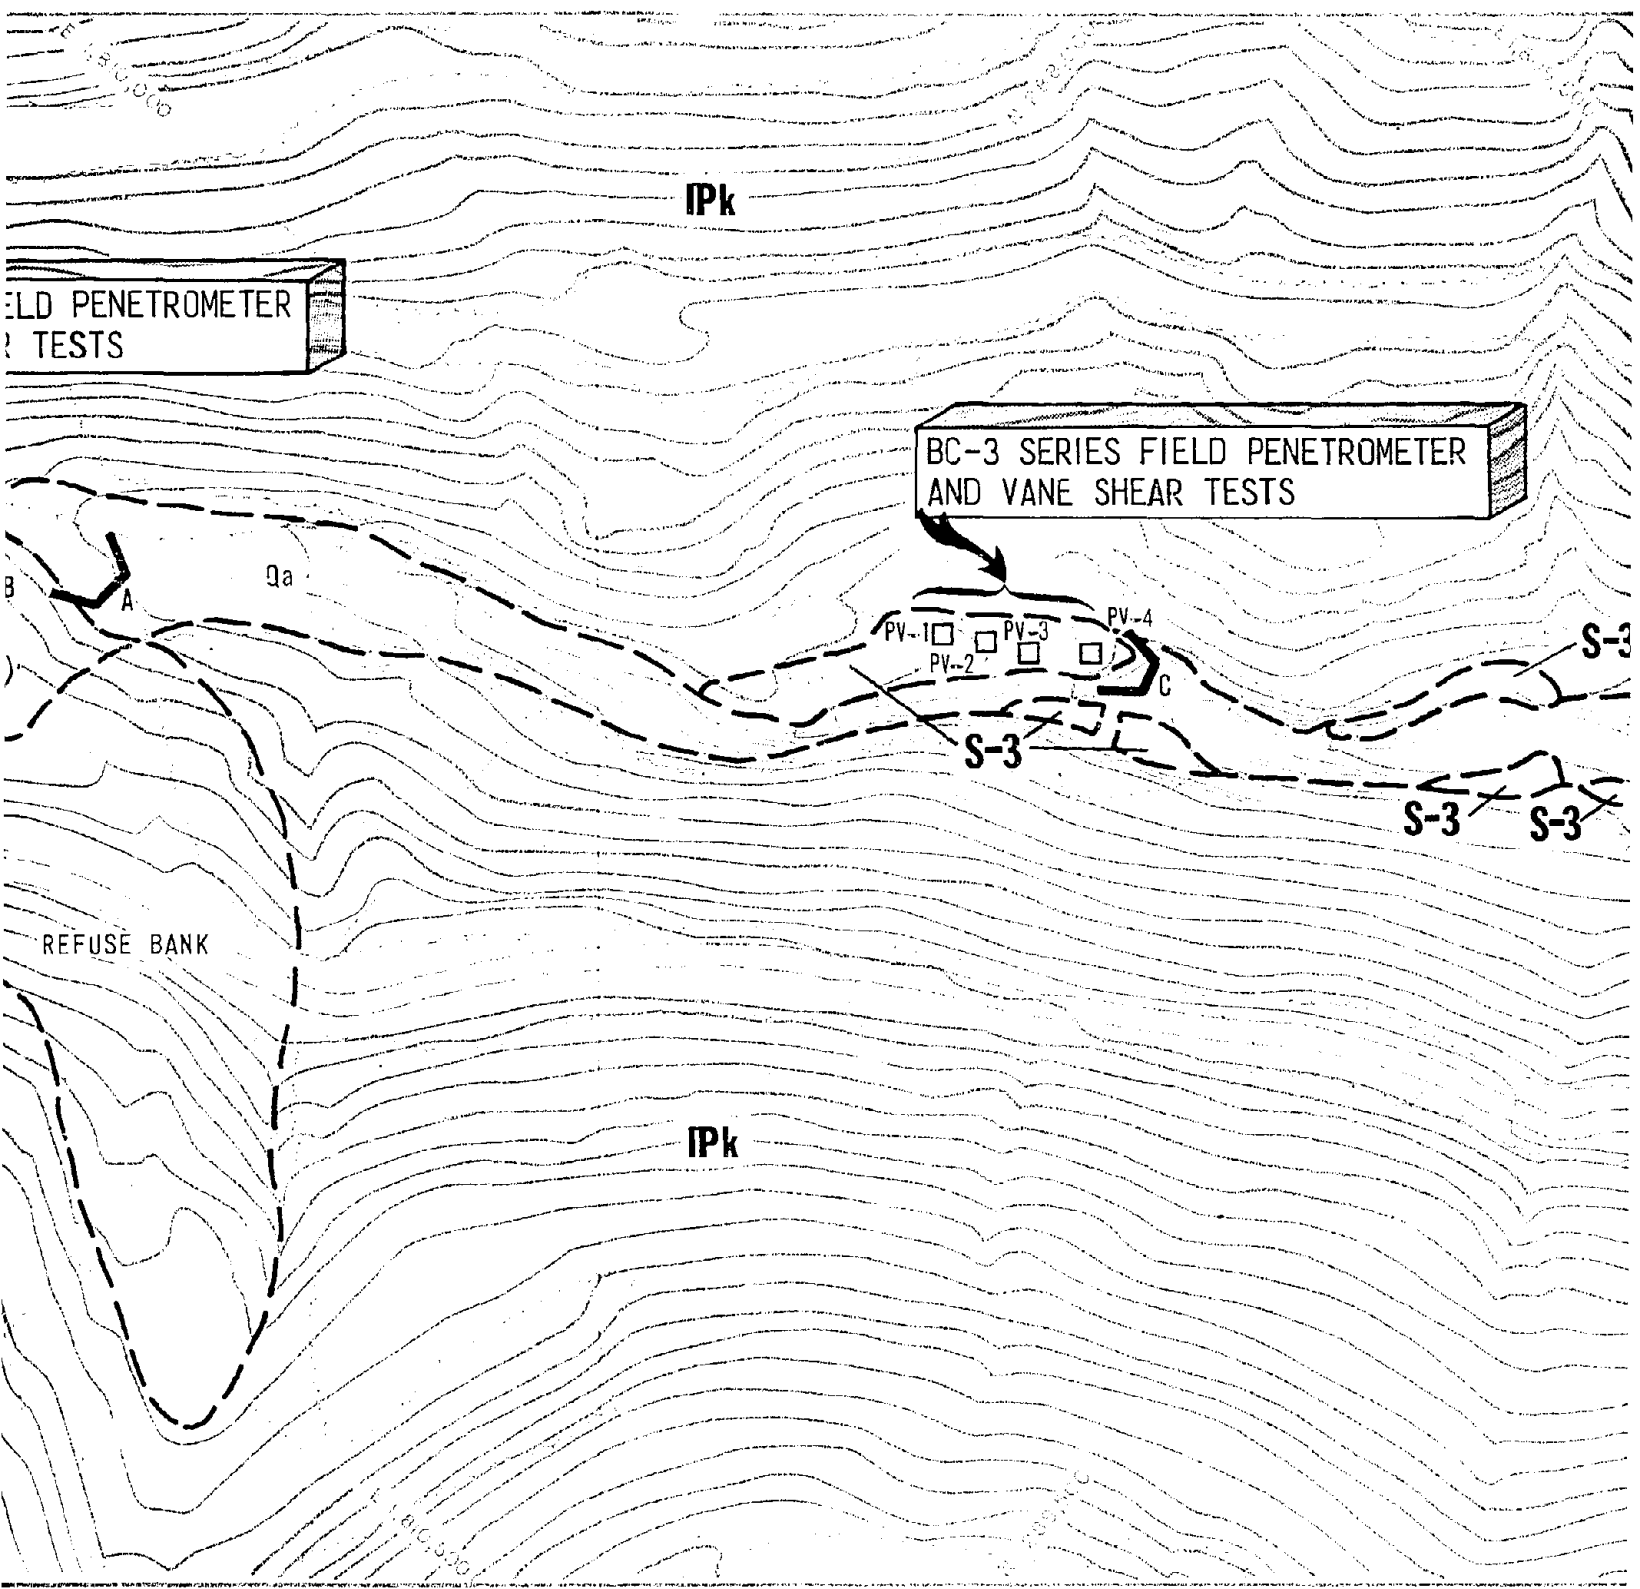 IPk
ELD PENETROMETER
R TESTS
BC-3 SERIES FIELD PENETROMETER
AND VANE SHEAR TESTS
Qa
B
A
PV-1
PV-2
PV-3
PV-4
C
S-3
S-3
S-3
S-3
)
REFUSE BANK
IPk